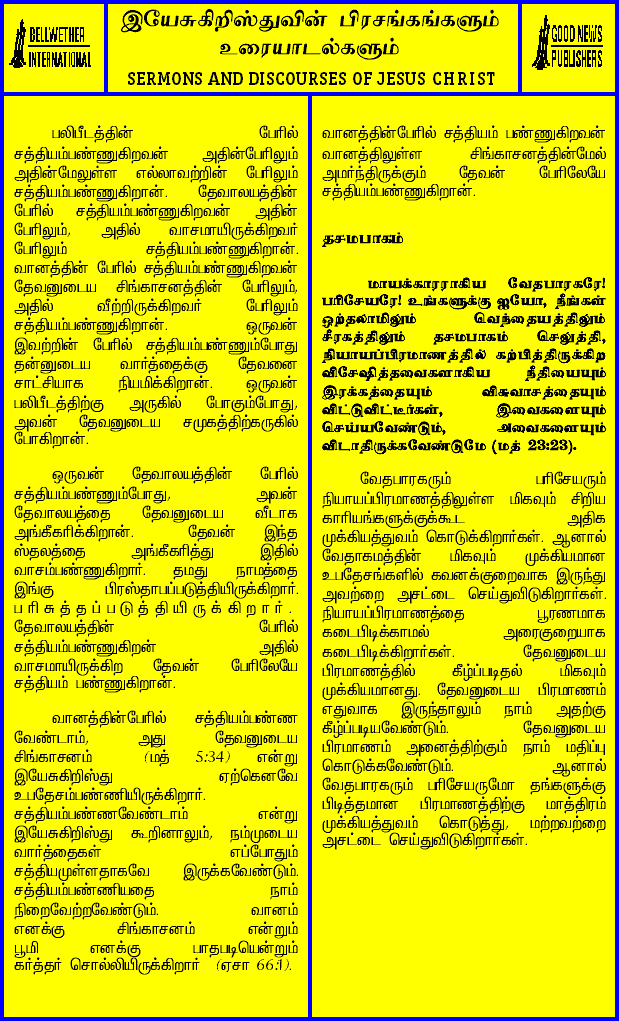 BELLWETHER
INTERNATIONAL
இயேசுகிறிஸ்துவின் பிரசங்கங்களும்
உரையாடல்களும்
SERMONS AND DISCOURSES OF JESUS CHRIST
GOOD NEWS
PUBLISHERS
பலிபீடத்தின் பேரில்
சத்தியம்பண்ணுகிறவன் அதின்பேரிலும்
அதின்மேலுள்ள எல்லாவற்றின் பேரிலும்
சத்தியம்பண்ணுகிறான். தேவாலயத்தின்
பேரில் சத்தியம்பண்ணுகிறவன் அதின்
பேரிலும், அதில் வாசமாயிருக்கிறவர்
பேரிலும் சத்தியம்பண்ணுகிறான்.
வானத்தின் பேரில் சத்தியம்பண்ணுகிறவன்
தேவனுடைய சிங்காசனத்தின் பேரிலும்,
அதில் வீற்றிருக்கிறவர் பேரிலும்
சத்தியம்பண்ணுகிறான். ஒருவன்
இவற்றின் பேரில் சத்தியம்பண்ணும்போது
தன்னுடைய வார்த்தைக்கு தேவனை
சாட்சியாக நியமிக்கிறான். ஒருவன்
பலிபீடத்திற்கு அருகில் போகும்போது,
அவன் தேவனுடைய சமுகத்திற்கருகில்
போகிறான்.
ஒருவன் தேவாலயத்தின் பேரில்
சத்தியம்பண்ணும்போது, அவன்
தேவாலயத்தை தேவனுடைய வீடாக
அங்கீகரிக்கிறான். தேவன் இந்த
ஸ்தலத்தை அங்கீகரித்து இதில்
வாசம்பண்ணுகிறார். தமது நாமத்தை
இங்கு பிரஸ்தாபப்படுத்தியிருக்கிறார்.
பரிசுத்தப்படுத்தியிருக்கிறார்.
தேவாலயத்தின் பேரில்
சத்தியம்பண்ணுகிறன் அதில்
வாசமாயிருக்கிற தேவன் பேரிலேயே
சத்தியம் பண்ணுகிறான்.
வானத்தின்பேரில் சத்தியம்பண்ண
வேண்டாம், அது தேவனுடைய
சிங்காசனம் (மத் 5:34) என்று
இயேசுகிறிஸ்து ஏற்கெனவே
உபதேசம்பண்ணியிருக்கிறார்.
சத்தியம்பண்ணவேண்டாம் என்று
இயேசுகிறிஸ்து கூறினாலும், நம்முடைய
வார்த்தைகள் எப்போதும்
சத்தியமுள்ளதாகவே இருக்கவேண்டும்.
சத்தியம்பண்ணியதை நாம்
நிறைவேற்றவேண்டும். வானம்
எனக்கு சிங்காசனம் என்றும்
பூமி எனக்கு பாதபடியென்றும்
கர்த்தர் சொல்லியிருக்கிறார் (ஏசா 66:1).
வானத்தின்பேரில் சத்தியம் பண்ணுகிறவன்
வானத்திலுள்ள சிங்காசனத்தின்மேல்
அமர்ந்திருக்கும் தேவன் பேரிலேயே
சத்தியம்பண்ணுகிறான்.
தசமபாகம்
மாயக்காரராகிய வேதபாரகரே!
பரிசேயரே! உங்களுக்கு ஐயோ, நீங்கள்
ஒற்தலாமிலும் வெந்தையத்திலும்
சீரகத்திலும் தசமபாகம் செலுத்தி,
நியாயப்பிரமாணத்தில் கற்பித்திருக்கிற
விசேஷித்தவைகளாகிய நீதியையும்
இரக்கத்தையும் விசுவாசத்தையும்
விட்டுவிட்டீர்கள், இவைகளையும்
செய்யவேண்டும், அவைகளையும்
விடாதிருக்கவேண்டுமே (மத் 23:23).
வேதபாரகரும் பரிசேயரும்
நியாயப்பிரமாணத்திலுள்ள மிகவும் சிறிய
காரியங்களுக்குக்கூட அதிக
முக்கியத்துவம் கொடுக்கிறார்கள். ஆனால்
வேதாகமத்தின் மிகவும் முக்கியமான
உபதேசங்களில் கவனக்குறைவாக இருந்து
அவற்றை அசட்டை செய்துவிடுகிறார்கள்.
நியாயப்பிரமாணத்தை பூரணமாக
கடைபிடிக்காமல் அரைகுறையாக
கடைபிடிக்கிறார்கள். தேவனுடைய
பிரமாணத்தில் கீழ்ப்படிதல் மிகவும்
முக்கியமானது. தேவனுடைய பிரமாணம்
எதுவாக இருந்தாலும் நாம் அதற்கு
கீழ்ப்படியவேண்டும். தேவனுடைய
பிரமாணம் அனைத்திற்கும் நாம் மதிப்பு
கொடுக்கவேண்டும். ஆனால்
வேதபாரகரும் பரிசேயருமோ தங்களுக்கு
பிடித்தமான பிரமாணத்திற்கு மாத்திரம்
முக்கியத்துவம் கொடுத்து, மற்றவற்றை
அசட்டை செய்துவிடுகிறார்கள்.